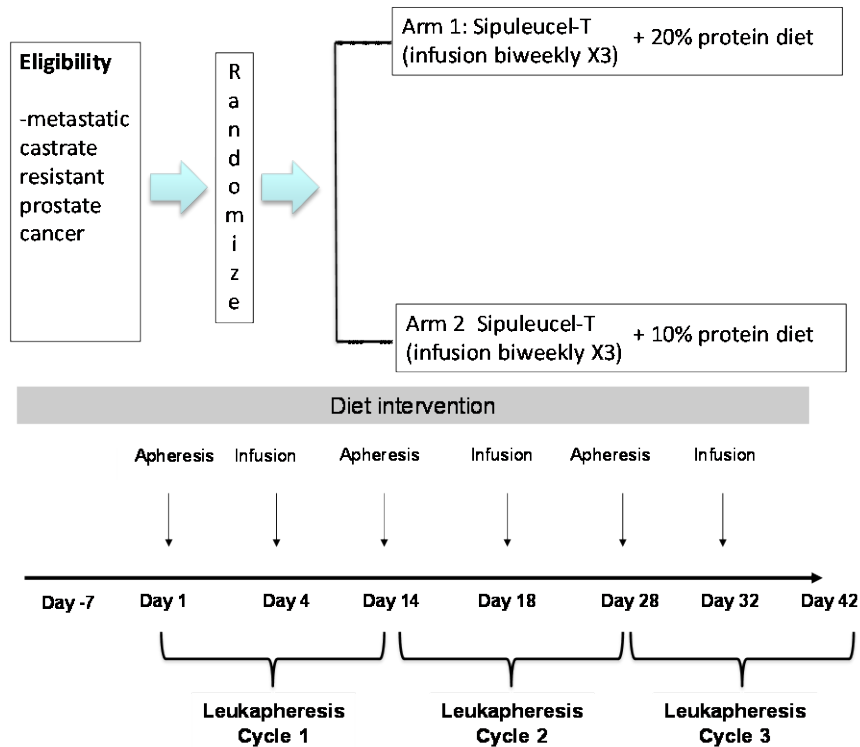 Eligibility
-metastatic
castrate
resistant
prostate
cancer
R
a
n
d
o
m
i
z
e
Arm 1: Sipuleucel-T + 20% protein diet
(infusion biweekly X3)
Arm 2 Sipuleucel-T + 10% protein diet
(infusion biweekly X3)
Diet intervention
Apheresis Infusion Apheresis Infusion Apheresis Infusion
Day -7 Day 1 Day 4 Day 14 Day 18 Day 28 Day 32 Day 42
Leukapheresis
Cycle 1
Leukapheresis
Cycle 2
Leukapheresis
Cycle 3